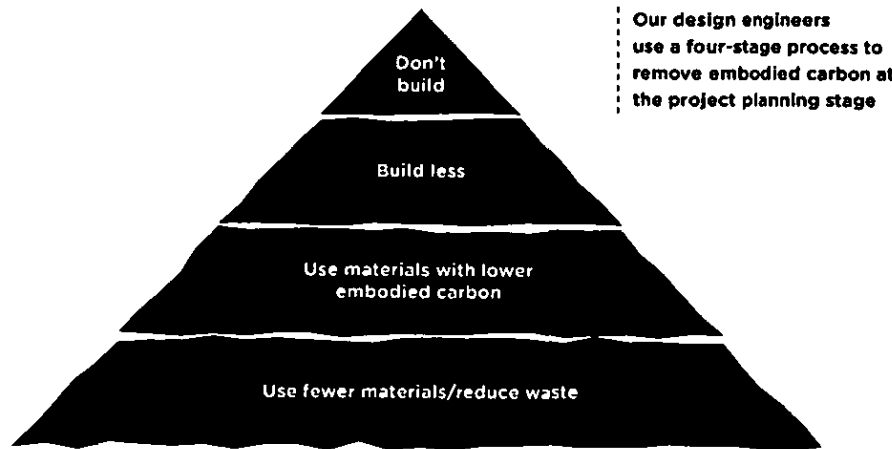 Don't
build
Our design engineers
use a four-stage process to
remove embodied carbon at
the project planning stage
Build less
Use materials with lower
embodied carbon
Use fewer materials/reduce waste